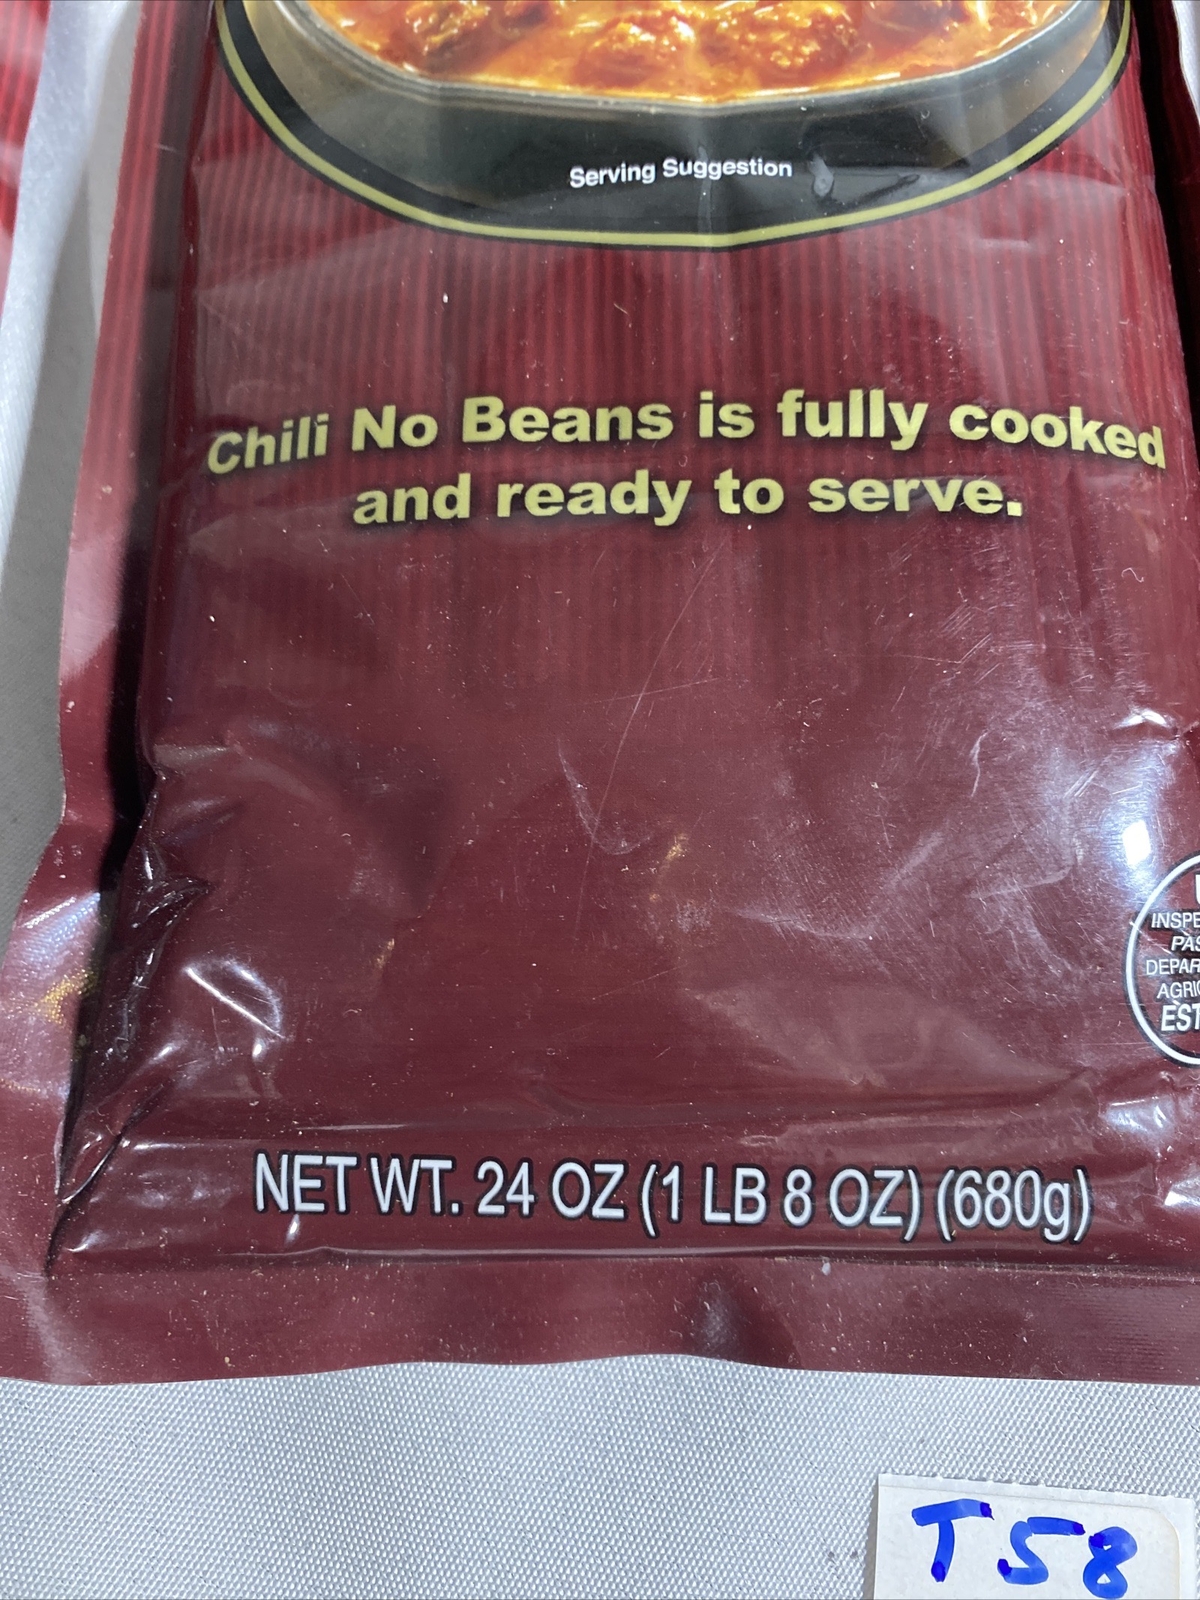 Serving Suggestion
Chili No Beans is fully cooked
and ready to serve.
EST
NET WT. 24 OZ (1 LB 8 OZ) (680g)
T58